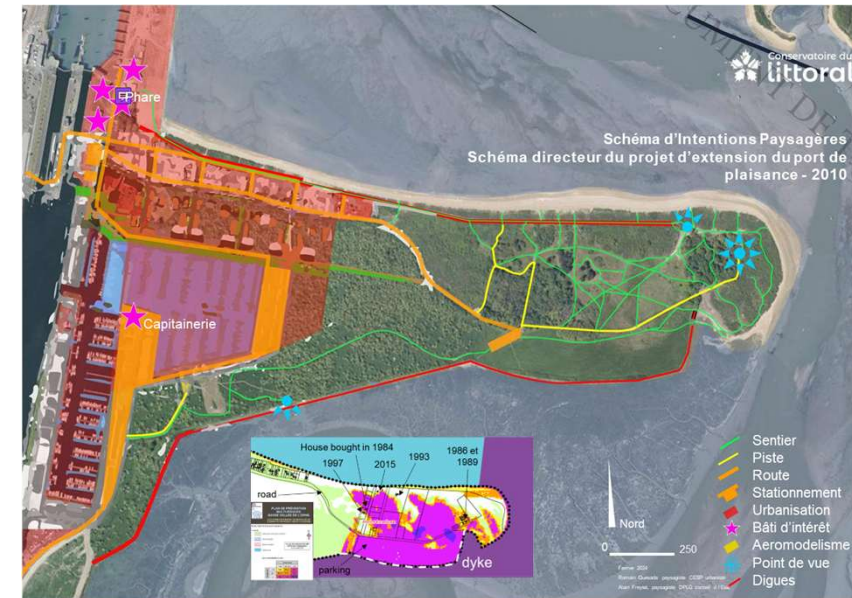 CUMENT DE
Conservatoire du
littoral
Schéma d'Intentions Paysagères
Schéma directeur du projet d'extension du port de
plaisance - 2010
Phare
Capitainerie
House bought in 1984
1986 et
1989
1997
2015
1993
road
parking
dyke
Nord
0
250
Sentier
Piste
Route
Stationnement
Urbanisation
Bâti d'intérêt
Aeromodelisme
Point de vue
Digues